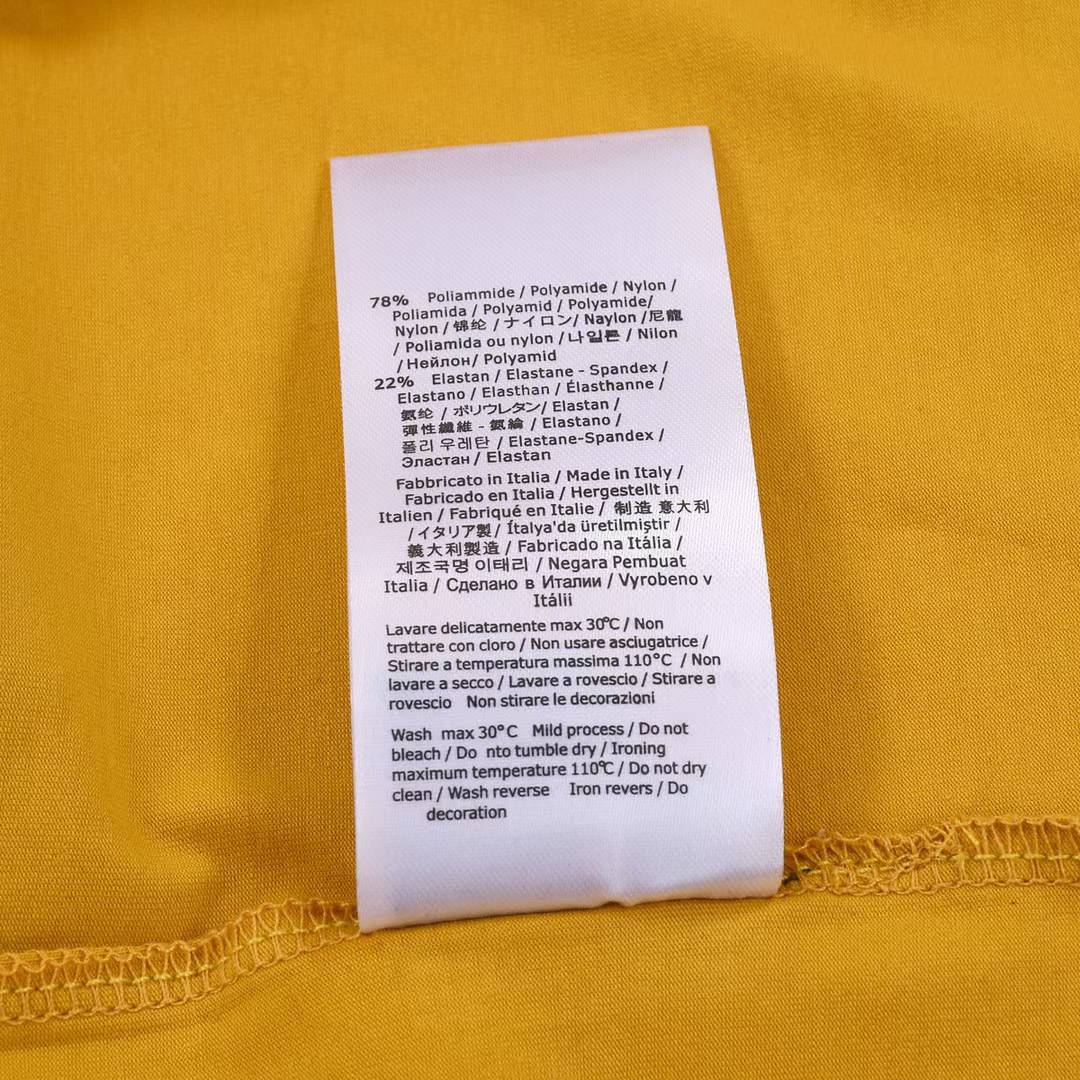 78% Poliammide / Polyamide / Nylon /
Poliamida / Polyamid / Polyamide/
Nylon / 锦纶 / ナイロン/ Naylon /尼龍
/ Poliamida ou nylon /나일론 / Nilon
/ Нейлон/ Polyamid
22% Elastan / Elastane - Spandex /
Elastano / Elasthan / Élasthanne /
氨纶 / ポリウレタン/ Elastan /
彈性纖維 - 氨綸 / Elastano /
폴리 우레탄 / Elastane-Spandex /
Эластан / Elastan
Fabbricato in Italia / Made in Italy /
Fabricado en Italia / Hergestellt in
Italien / Fabriqué en Italie / 制造 意大利
/イタリア製/ Ítalya'da üretilmiştir /
義大利製造 / Fabricado na Itália /
제조국명 이태리 / Negara Pembuat
Italia / Сделано в Италии / Vyrobeno v
Itálii
Lavare delicatamente max 30℃ / Non
trattare con cloro / Non usare asciugatrice /
Stirare a temperatura massima 110°C / Non
lavare a secco / Lavare a rovescio / Stirare a
rovescio Non stirare le decorazioni
Wash max 30°C Mild process / Do not
bleach / Do nto tumble dry / Ironing
maximum temperature 110℃ / Do not dry
clean / Wash reverse Iron revers / Do
decoration